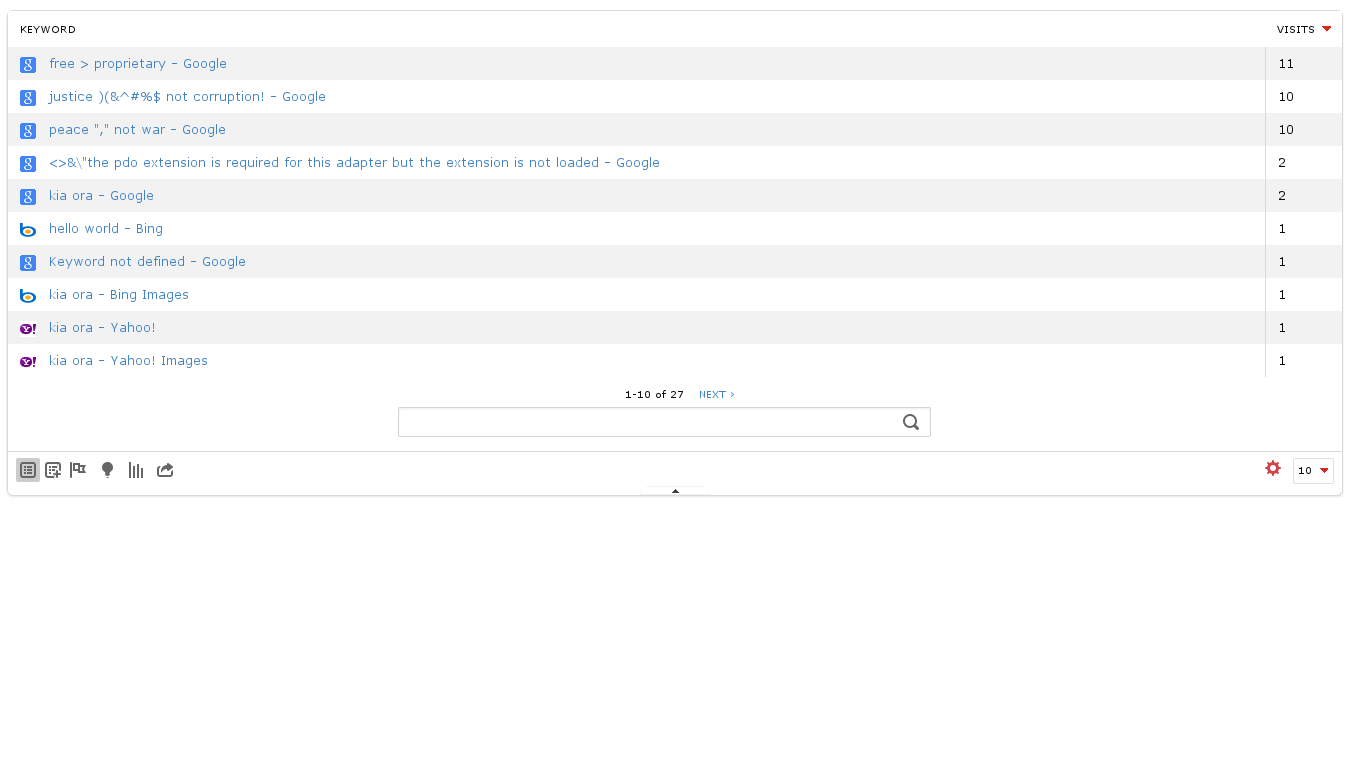 KEYWORD VISITS
free > proprietary - Google 11
justice )(&^#%$ not corruption! - Google 10
peace "," not war - Google 10
<>&\"the pdo extension is required for this adapter but the extension is not loaded - Google 2
kia ora - Google 2
hello world - Bing 1
Keyword not defined - Google 1
kia ora - Bing Images 1
kia ora - Yahoo! 1
kia ora - Yahoo! Images 1
1-10 of 27 NEXT ›
10